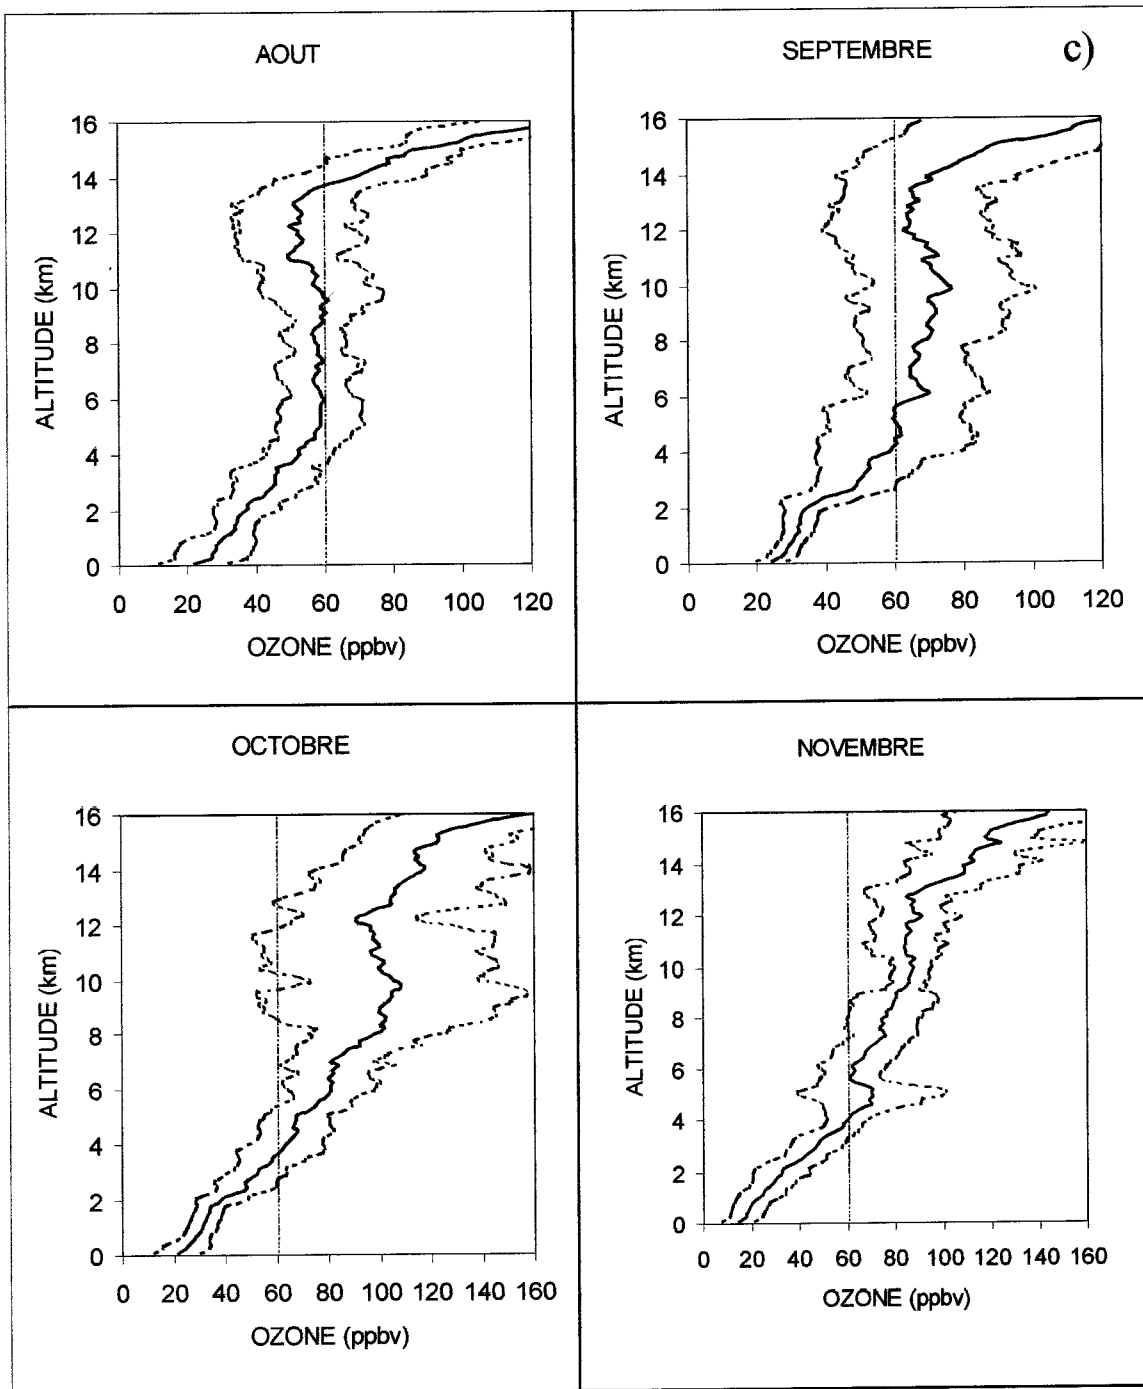 AOUT
16
14
12
10
8
6
4
2
0
ALTITUDE (km)
0 20 40 60 80 100 120
OZONE (ppbv)
SEPTEMBRE
c)
16
14
12
10
8
6
4
2
0
ALTITUDE (km)
0 20 40 60 80 100 120
OZONE (ppbv)
OCTOBRE
16
14
12
10
8
6
4
2
0
ALTITUDE (km)
0 20 40 60 80 100 120 140 160
OZONE (ppbv)
NOVEMBRE
16
14
12
10
8
6
4
2
0
ALTITUDE (km)
0 20 40 60 80 100 120 140 160
OZONE (ppbv)